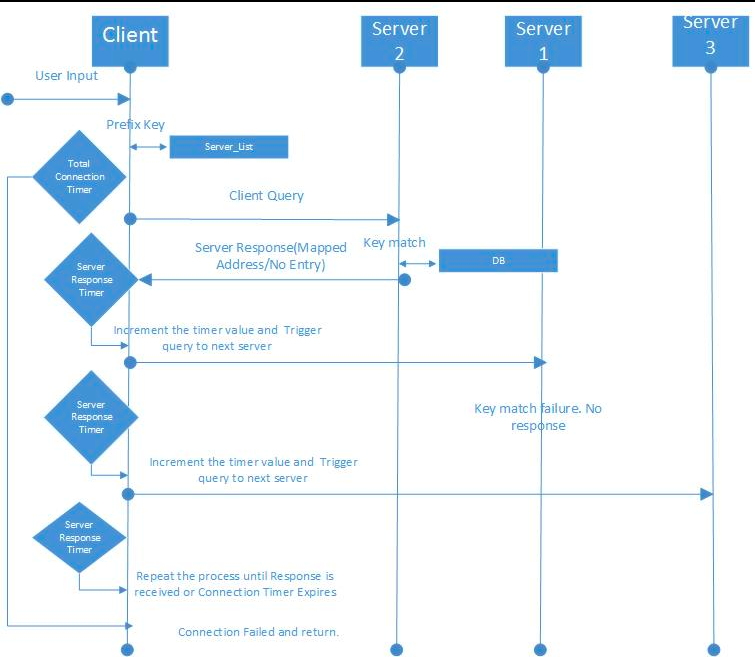 Client
Server
2
Server
1
Server
3
User Input
Prefix Key
Server_List
Total
Connection
Timer
Client Query
Server Response(Mapped
Address/No Entry)
Key match
DB
Server
Response
Timer
Increment the timer value and Trigger
query to next server
Server
Response
Timer
Key match failure. No
response
Increment the timer value and Trigger
query to next server
Server
Response
Timer
Repeat the process until Response is
received or Connection Timer Expires
Connection Failed and return.